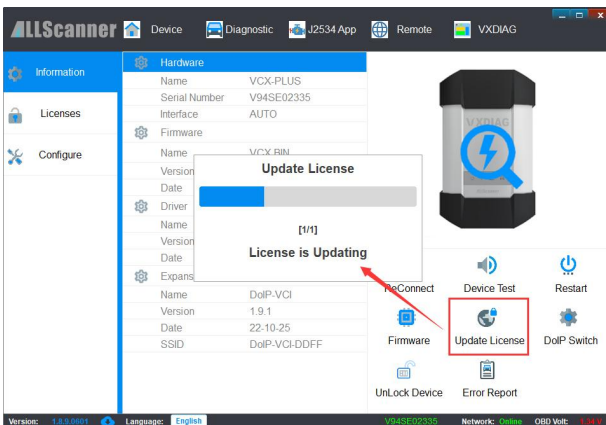 ALLScanner
Device
Diagnostic
J2534 App
Remote
VXDIAG
Information
Licenses
Configure
Hardware
Name VCX-PLUS
Serial Number V94SE02335
Interface AUTO
Firmware
Name VCX.BIN
Version
Date
Driver
Name
Version
Date
Expans
Name DoIP-VCI
Version 1.9.1
Date 22-10-25
SSID DoIP-VCI-DDFF
Update License
[1/1]
License is Updating
VXDIAG
ReConnect
Device Test
Restart
Firmware
Update License
DoIP Switch
UnLock Device
Error Report
Version: 1.8.9.0601 Language: English V94SE02335 Network: Online OBD Volt: